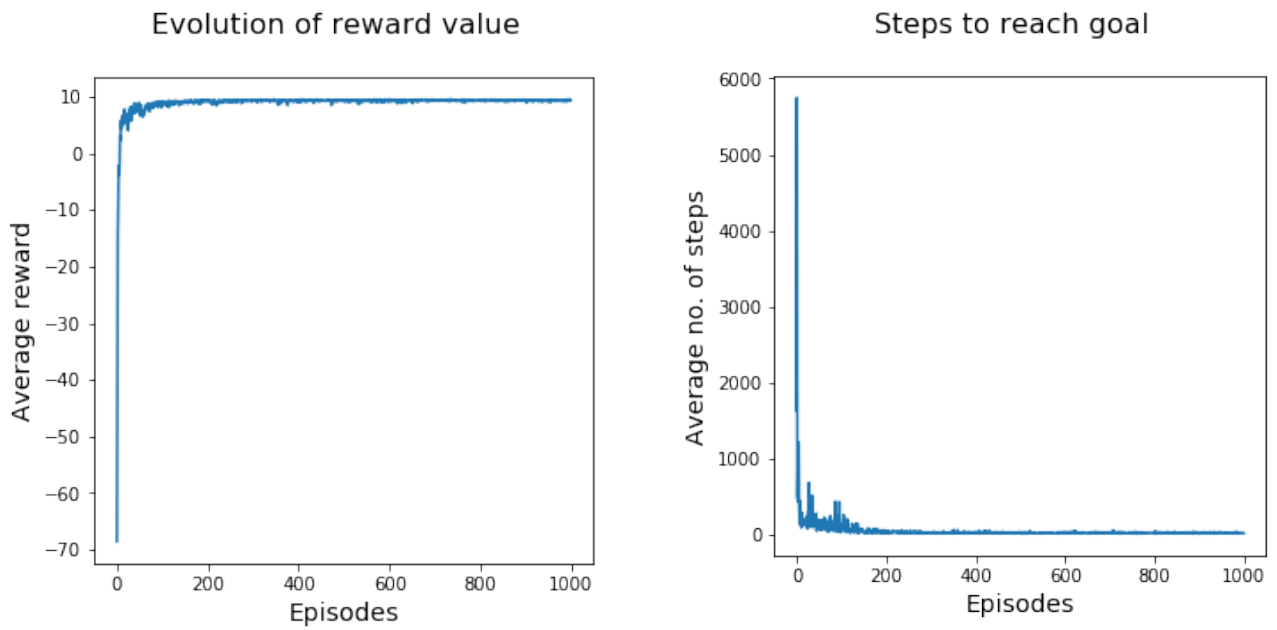 Evolution of reward value
10
0
−10
−20
−30
−40
−50
−60
−70
Average reward
0 200 400 600 800 1000
Episodes
Steps to reach goal
6000
5000
4000
3000
2000
1000
0
Average no. of steps
0 200 400 600 800 1000
Episodes